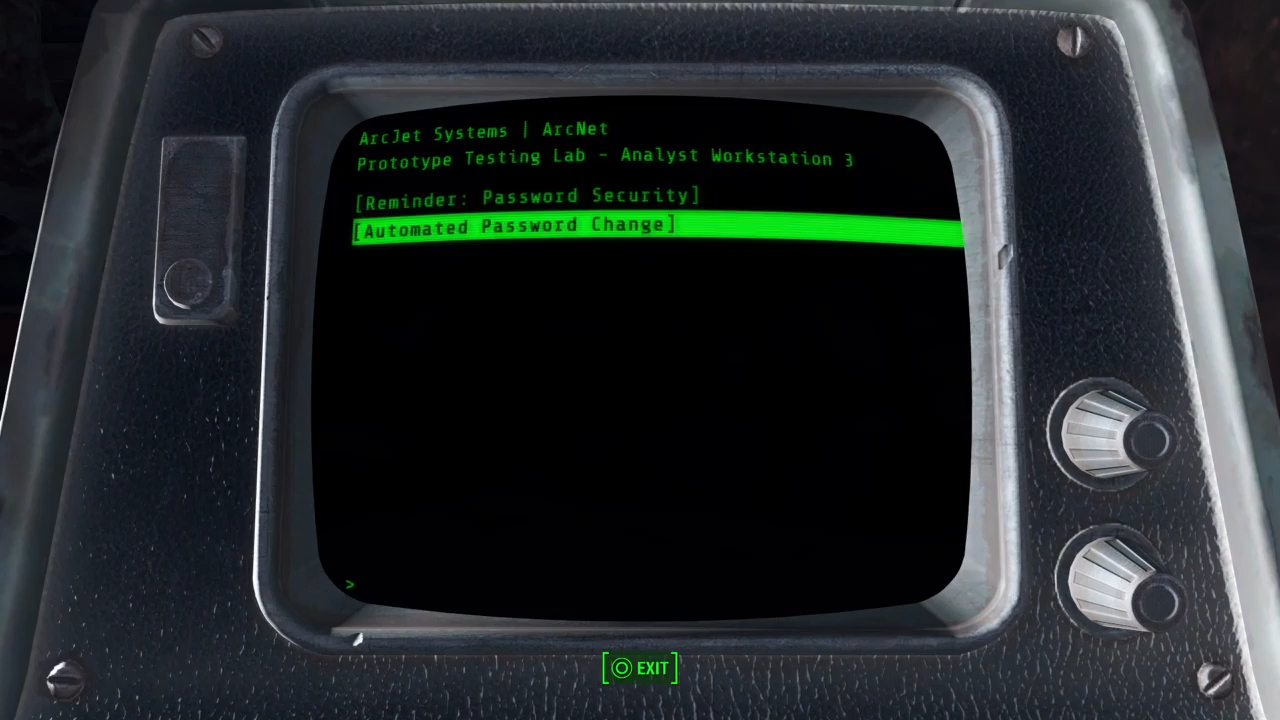 ArcJet Systems | ArcNet
Prototype Testing Lab - Analyst Workstation 3
[Reminder: Password Security]
[Automated Password Change]
>
[EXIT]